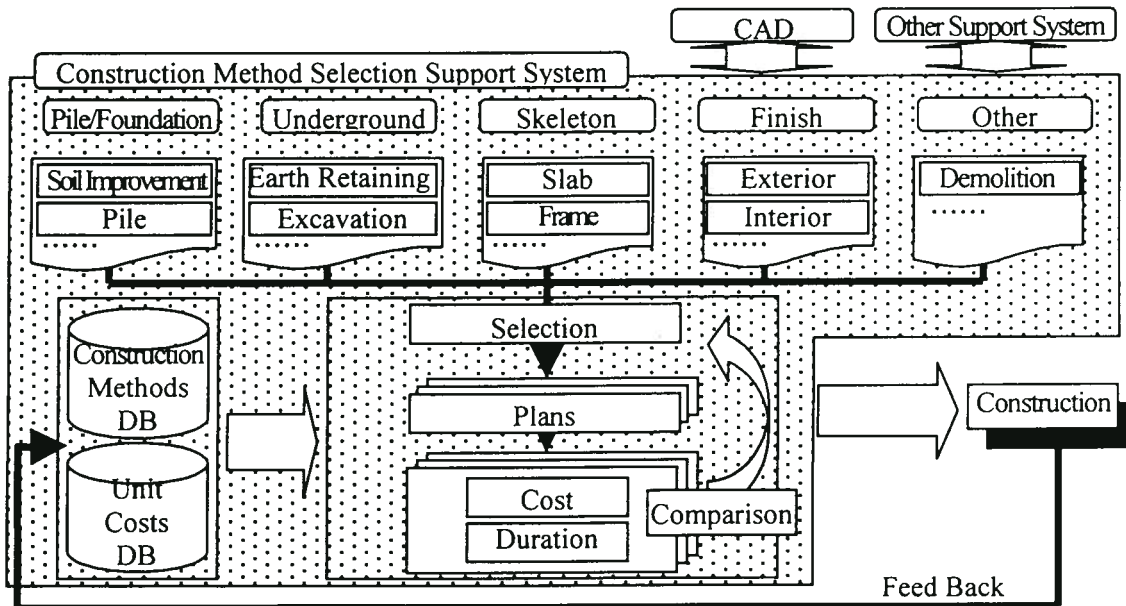 CAD
Other Support System
Construction Method Selection Support System
Pile/Foundation
Underground
Skeleton
Finish
Other
Soil Improvement
Pile
......
Earth Retaining
Excavation
......
Slab
Frame
......
Exterior
Interior
......
Demolition
......
Construction
Methods
DB
Unit
Costs
DB
Selection
Plans
Cost
Duration
Comparison
Construction
Feed Back